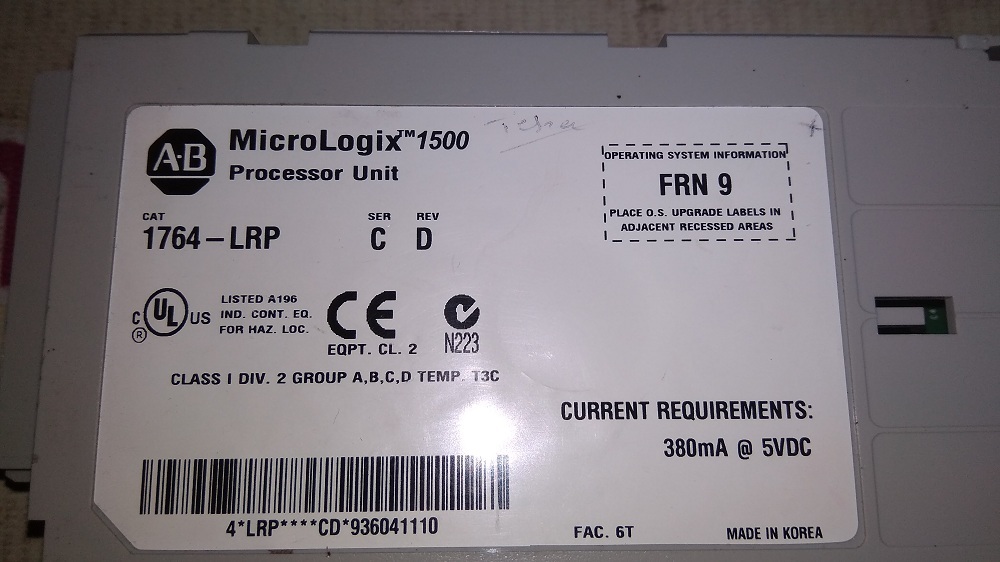 A·B
MicroLogix™1500
Processor Unit
CAT SER REV
1764-LRP C D
OPERATING SYSTEM INFORMATION
FRN 9
PLACE O.S. UPGRADE LABELS IN
ADJACENT RECESSED AREAS
C UL US
®
LISTED A196
IND. CONT. EQ.
FOR HAZ. LOC.
CE
EQPT. CL. 2
N223
CLASS I DIV. 2 GROUP A,B,C,D TEMP. T3C
CURRENT REQUIREMENTS:
380mA @ 5VDC
4*LRP****CD*936041110
FAC. 6T
MADE IN KOREA